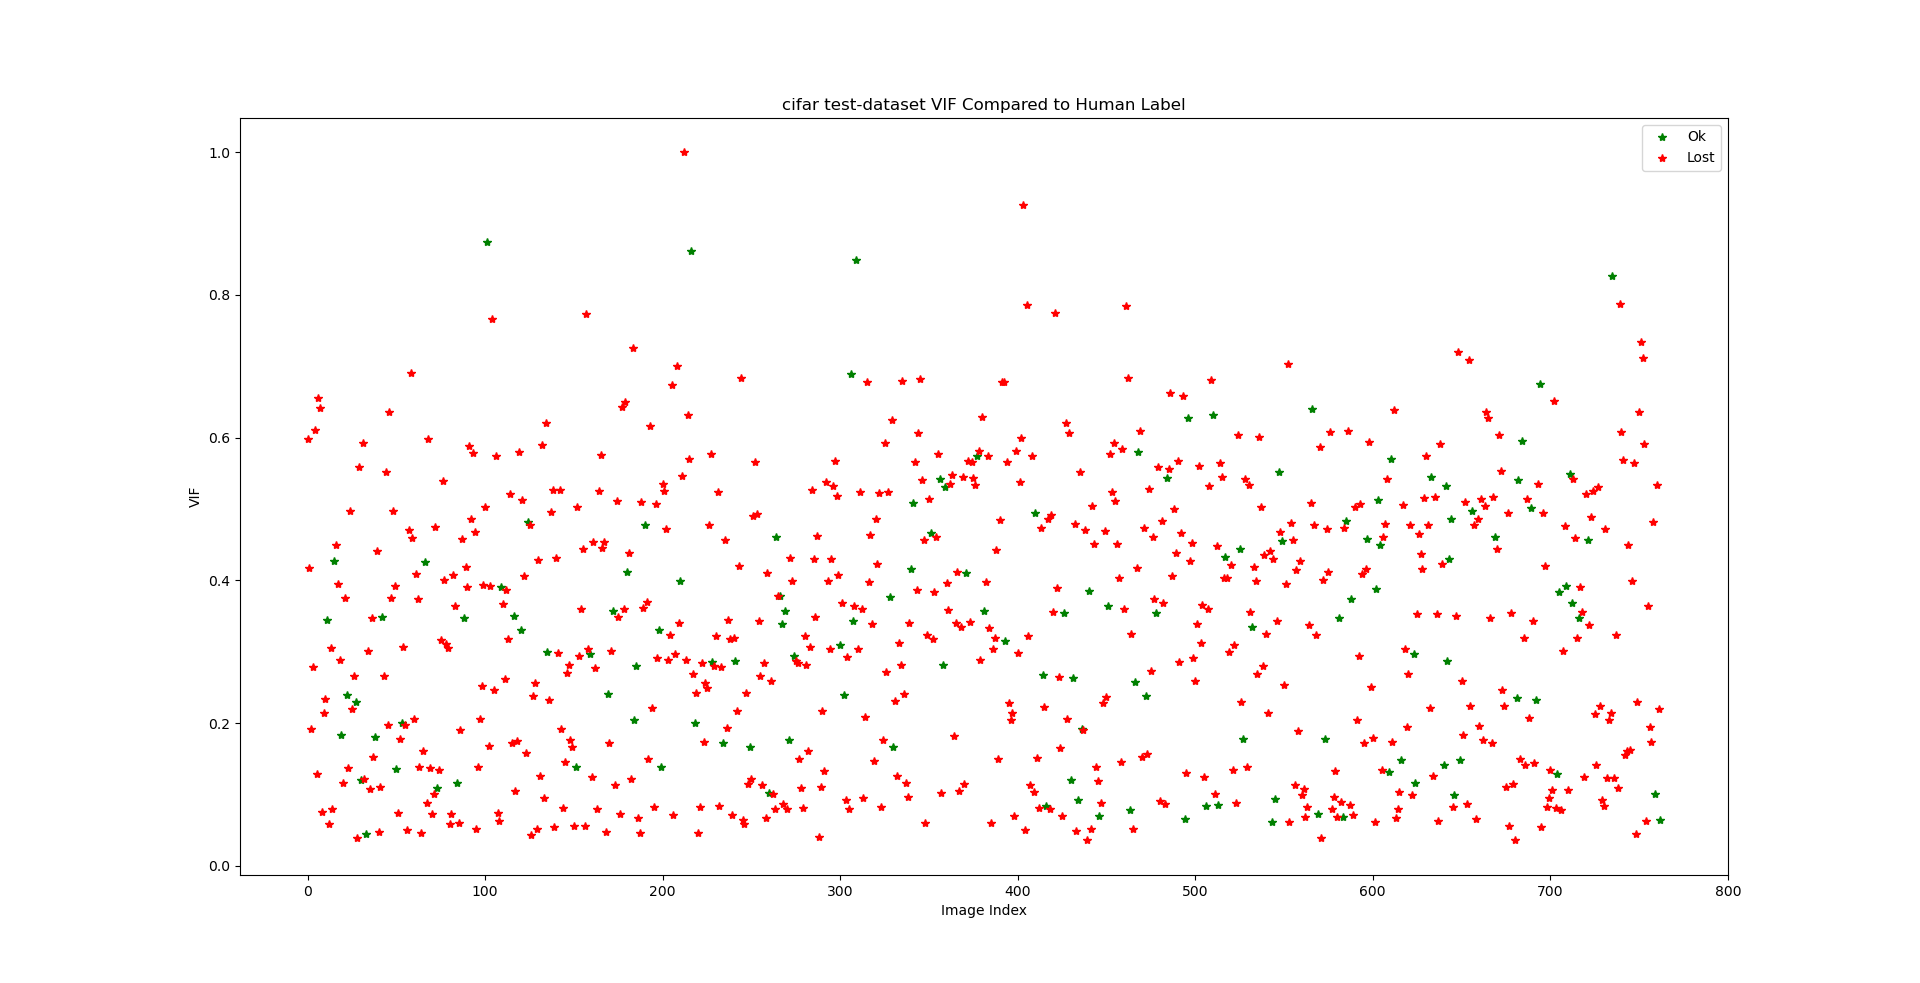 cifar test-dataset VIF Compared to Human Label
Ok
Lost
1.0
0.8
0.6
0.4
0.2
0.0
VIF
0 100 200 300 400 500 600 700 800
Image Index